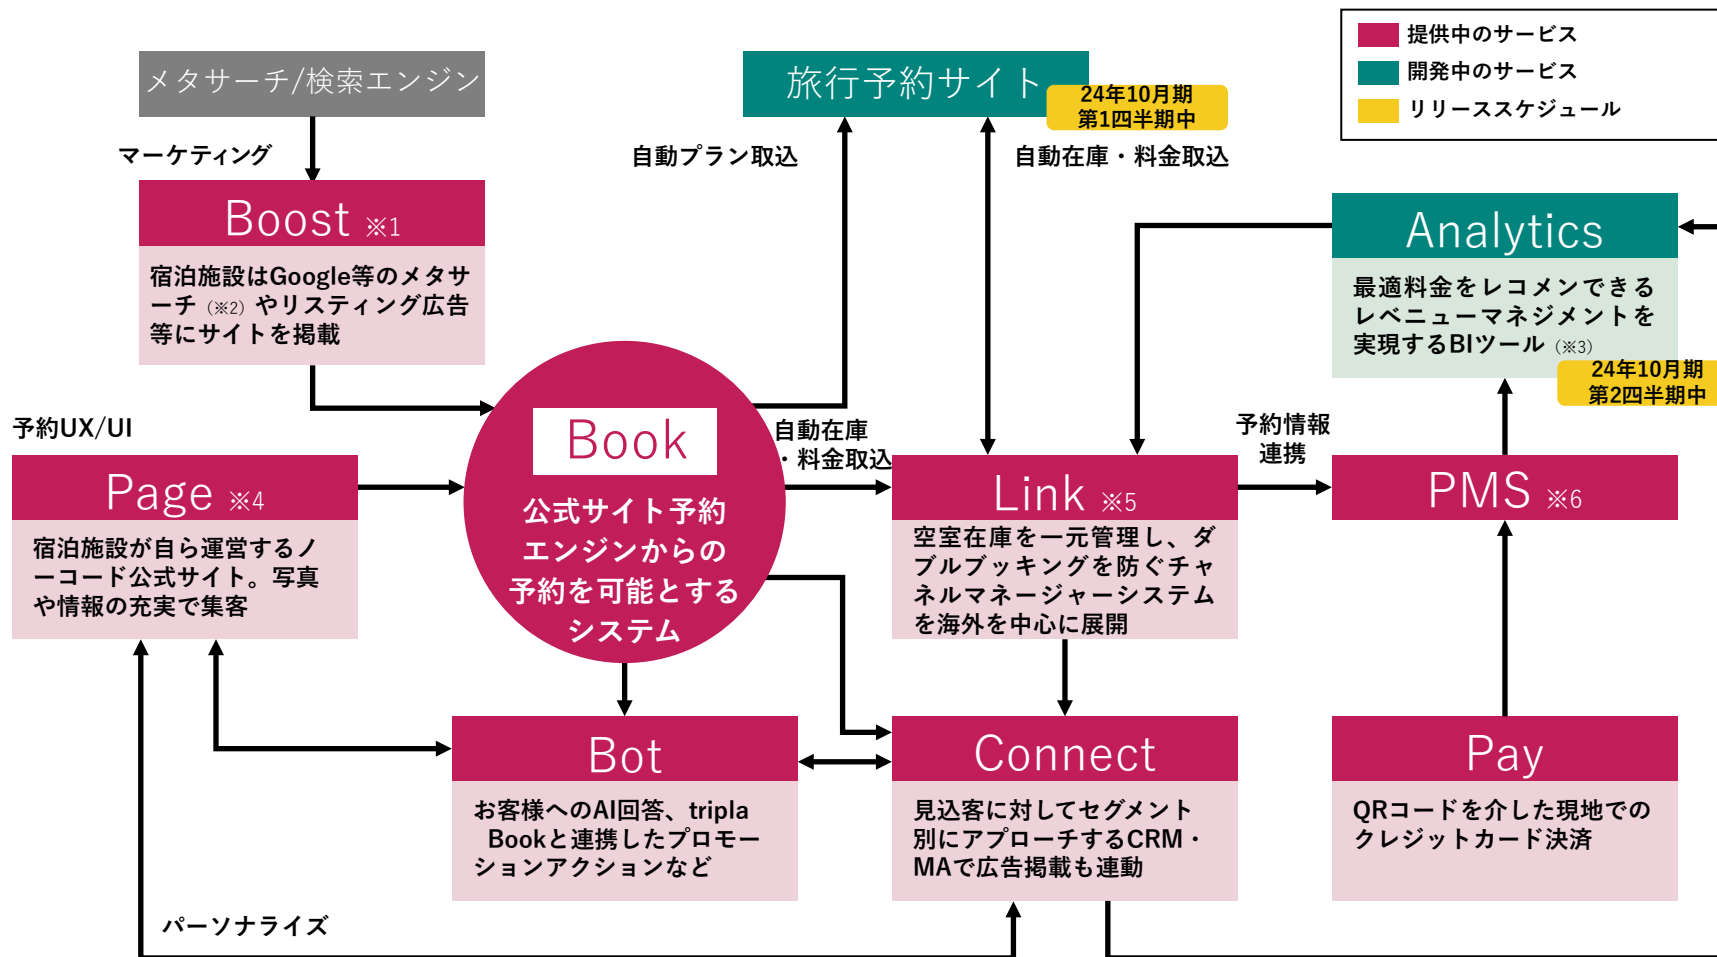 提供中のサービス
開発中のサービス
リリーススケジュール
メタサーチ/検索エンジン
旅行予約サイト
24年10月期
第1四半期中
マーケティング
自動プラン取込
自動在庫・料金取込
Boost ※1
宿泊施設はGoogle等のメタサ
ーチ（※2）やリスティング広告
等にサイトを掲載
Analytics
最適料金をレコメンできる
レベニューマネジメントを
実現するBIツール（※3）
24年10月期
第2四半期中
予約UX/UI
Page ※4
宿泊施設が自ら運営するノ
ーコード公式サイト。写真
や情報の充実で集客
Book
公式サイト予約
エンジンからの
予約を可能とする
システム
自動在庫
・料金取込
Link ※5
空室在庫を一元管理し、ダ
ブルブッキングを防ぐチャ
ネルマネージャーシステム
を海外を中心に展開
予約情報
連携
PMS ※6
Bot
お客様へのAI回答、tripla
Bookと連携したプロモー
ションアクションなど
Connect
見込客に対してセグメント
別にアプローチするCRM・
MAで広告掲載も連動
Pay
QRコードを介した現地での
クレジットカード決済
パーソナライズ